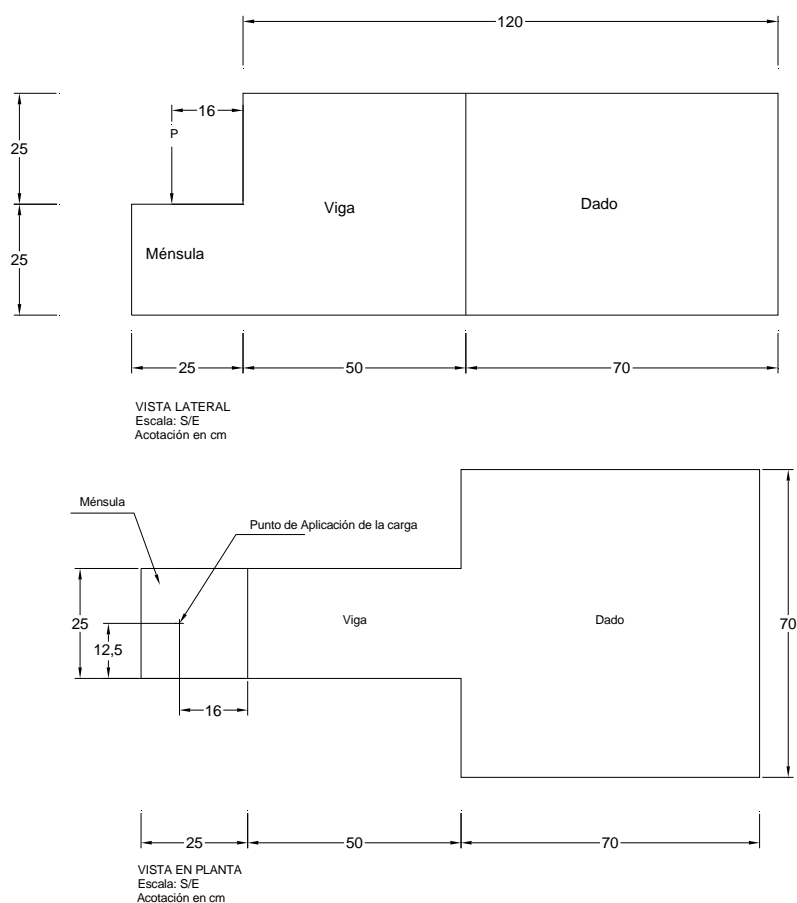 120
16
P
25
Viga
Dado
25
Ménsula
25
50
70
VISTA LATERAL
Escala: S/E
Acotación en cm
Ménsula
Punto de Aplicación de la carga
25
Viga
Dado
70
12,5
16
25
50
70
VISTA EN PLANTA
Escala: S/E
Acotación en cm